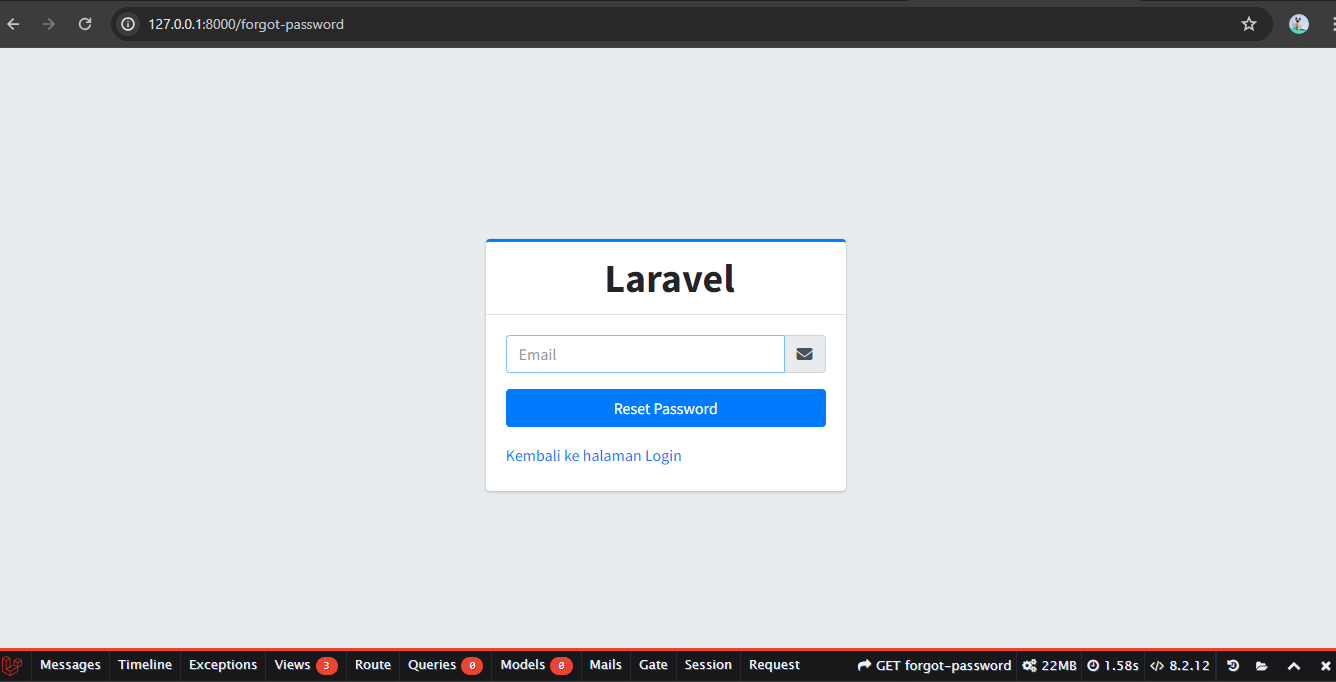 127.0.0.1:8000/forgot-password
Laravel
Email
Reset Password
Kembali ke halaman Login
Messages Timeline Exceptions Views 3 Route Queries 0 Models 0 Mails Gate Session Request GET forgot-password 22MB 1.58s 8.2.12